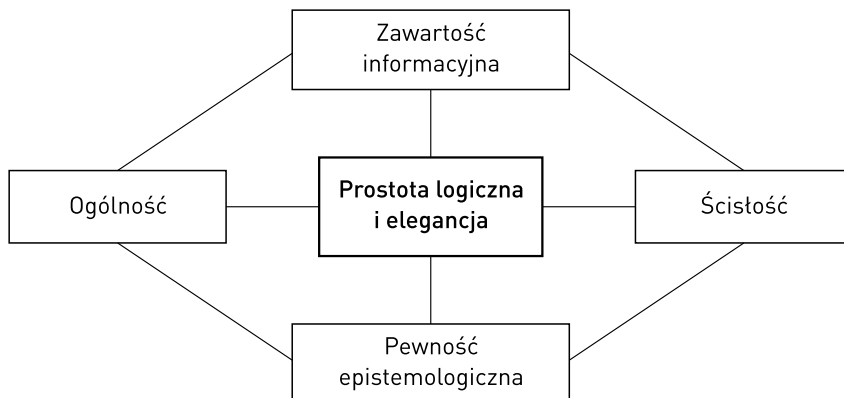 Zawartość
informacyjna
Ogólność
Prostota logiczna
i elegancja
Ścisłość
Pewność
epistemologiczna